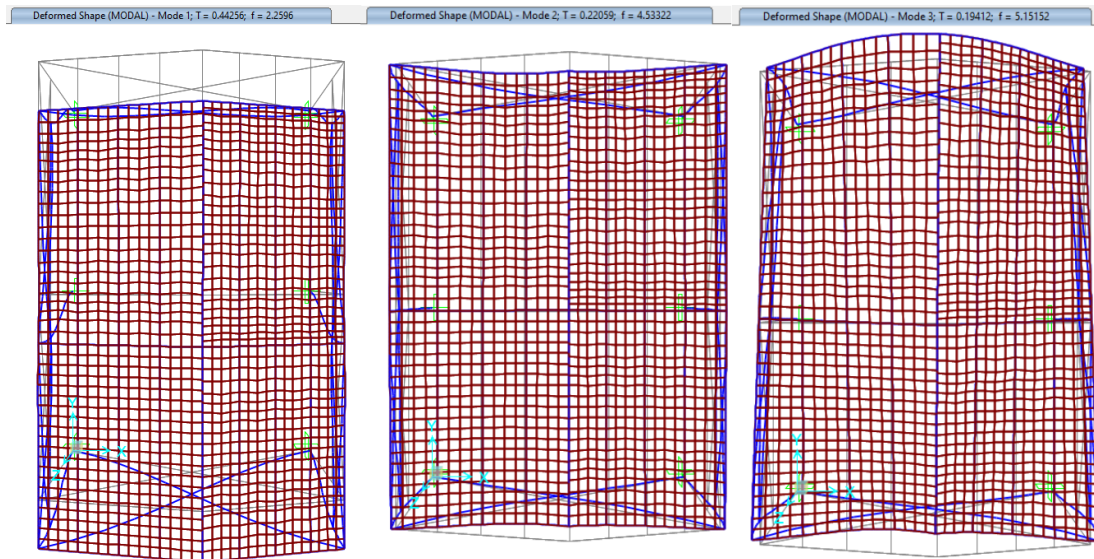 Deformed Shape (MODAL) - Mode 1; T = 0.44256; f = 2.2596
Deformed Shape (MODAL) - Mode 2; T = 0.22059; f = 4.53322
Deformed Shape (MODAL) - Mode 3; T = 0.19412; f = 5.15152
Y
X
Z
Y
X
Z
Y
X
Z